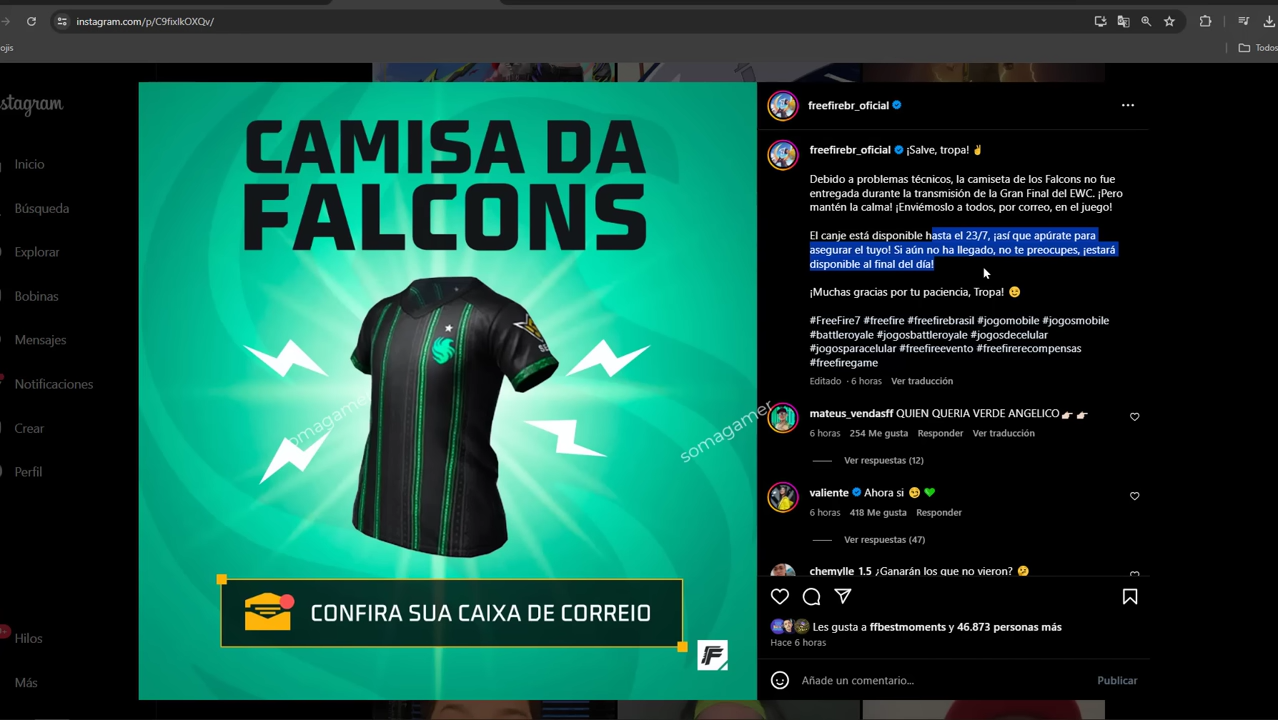 instagram.com/p/C9fixlkOXQv/
ojis
Todos
stagram
Inicio
Búsqueda
Explorar
Bobinas
Mensajes
Notificaciones
Crear
Perfil
Hilos
Más
CAMISA DA
FALCONS
somagamer
somagamer
CONFIRA SUA CAIXA DE CORREIO
freefirebr_oficial
freefirebr_oficial ¡Salve, tropa! ✌
Debido a problemas técnicos, la camiseta de los Falcons no fue
entregada durante la transmisión de la Gran Final del EWC. ¡Pero
mantén la calma! ¡Enviémoslo a todos, por correo, en el juego!
El canje está disponible hasta el 23/7, ¡así que apúrate para
asegurar el tuyo! Si aún no ha llegado, no te preocupes, ¡estará
disponible al final del día!
¡Muchas gracias por tu paciencia, Tropa! 😉
#FreeFire7 #freefire #freefirebrasil #jogomobile #jogosmobile
#battleroyale #jogosbattleroyale #jogosdecelular
#jogosparacelular #freefireevento #freefirerecompensas
#freefiregame
Editado · 6 horas Ver traducción
mateus_vendasff QUIEN QUERIA VERDE ANGELICO👉🏻👉🏻
6 horas 254 Me gusta Responder Ver traducción
Ver respuestas (12)
valiente Ahora si 😏 💚
6 horas 418 Me gusta Responder
Ver respuestas (47)
chemylle_1.5 ¿Ganarán los que no vieron? 🤔
Les gusta a ffbestmoments y 46.873 personas más
Hace 6 horas
Añade un comentario...
Publicar